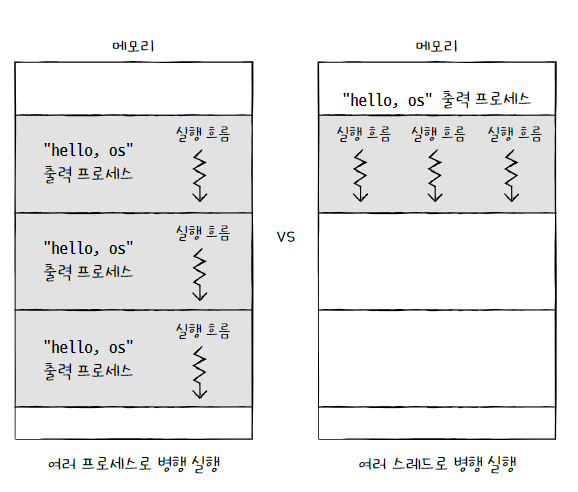 메모리
"hello, os"
출력 프로세스
실행 흐름
"hello, os"
출력 프로세스
실행 흐름
"hello, os"
출력 프로세스
실행 흐름
여러 프로세스로 병행 실행
vs
메모리
"hello, os" 출력 프로세스
실행 흐름 실행 흐름 실행 흐름
여러 스레드로 병행 실행